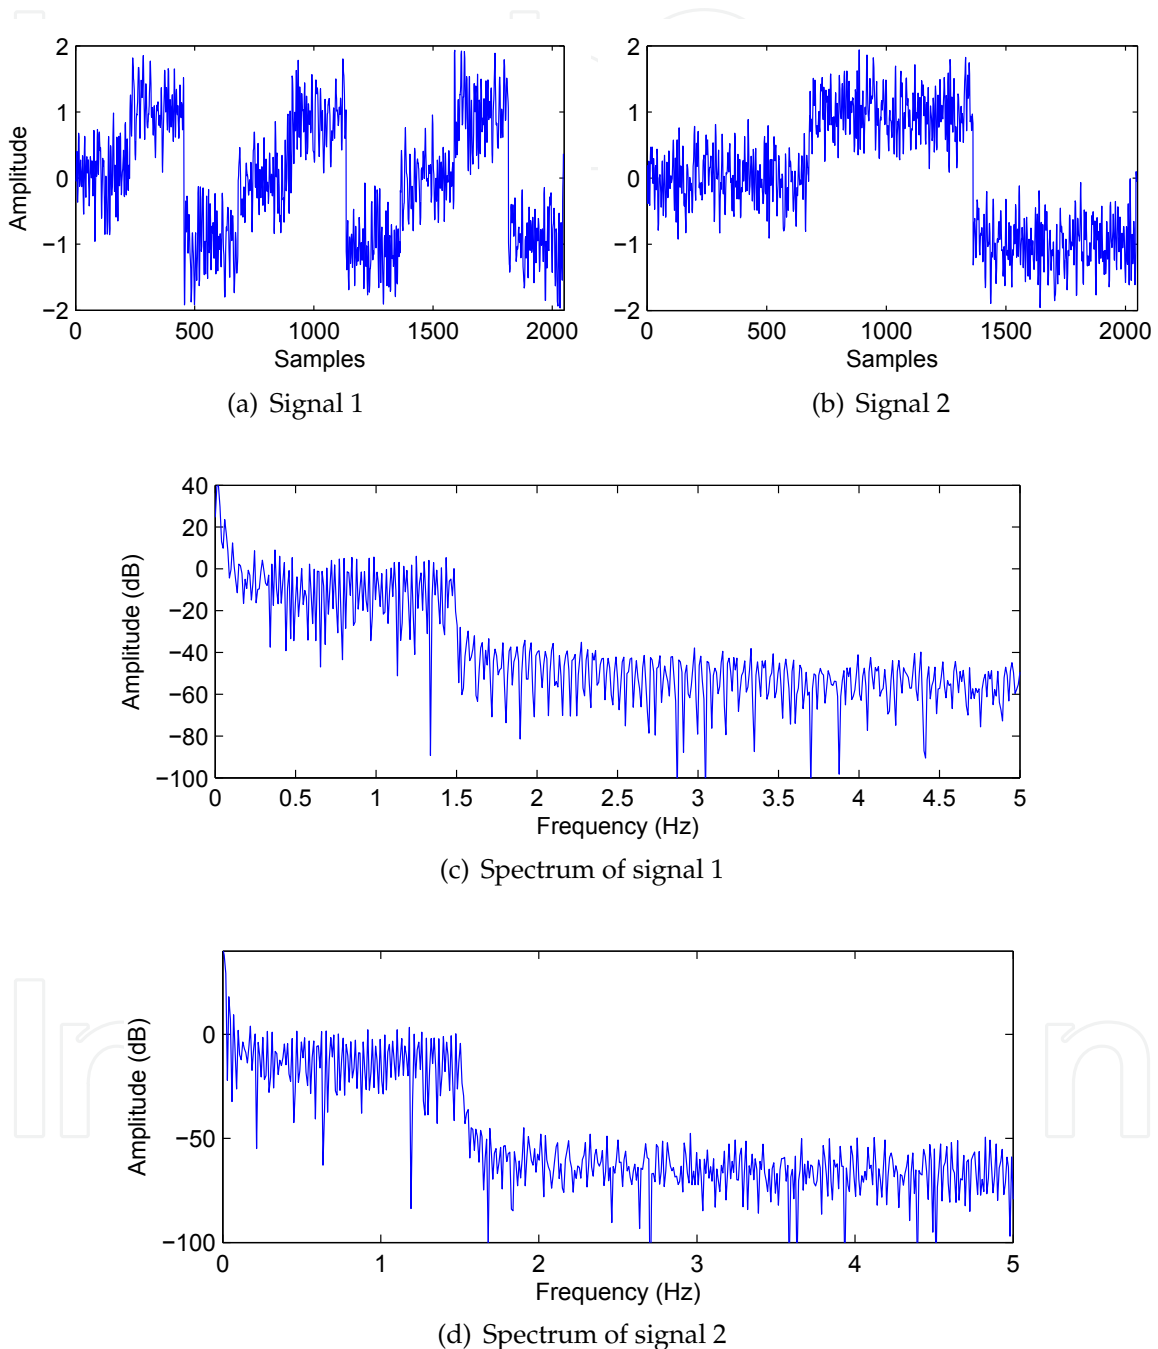 2
1
0
−1
−2
Amplitude
0 500 1000 1500 2000
Samples
(a) Signal 1
2
1
0
−1
−2
0 500 1000 1500 2000
Samples
(b) Signal 2
40
20
0
−20
−40
−60
−80
−100
Amplitude (dB)
0 0.5 1 1.5 2 2.5 3 3.5 4 4.5 5
Frequency (Hz)
(c) Spectrum of signal 1
0
−50
−100
Amplitude (dB)
0 1 2 3 4 5
Frequency (Hz)
(d) Spectrum of signal 2